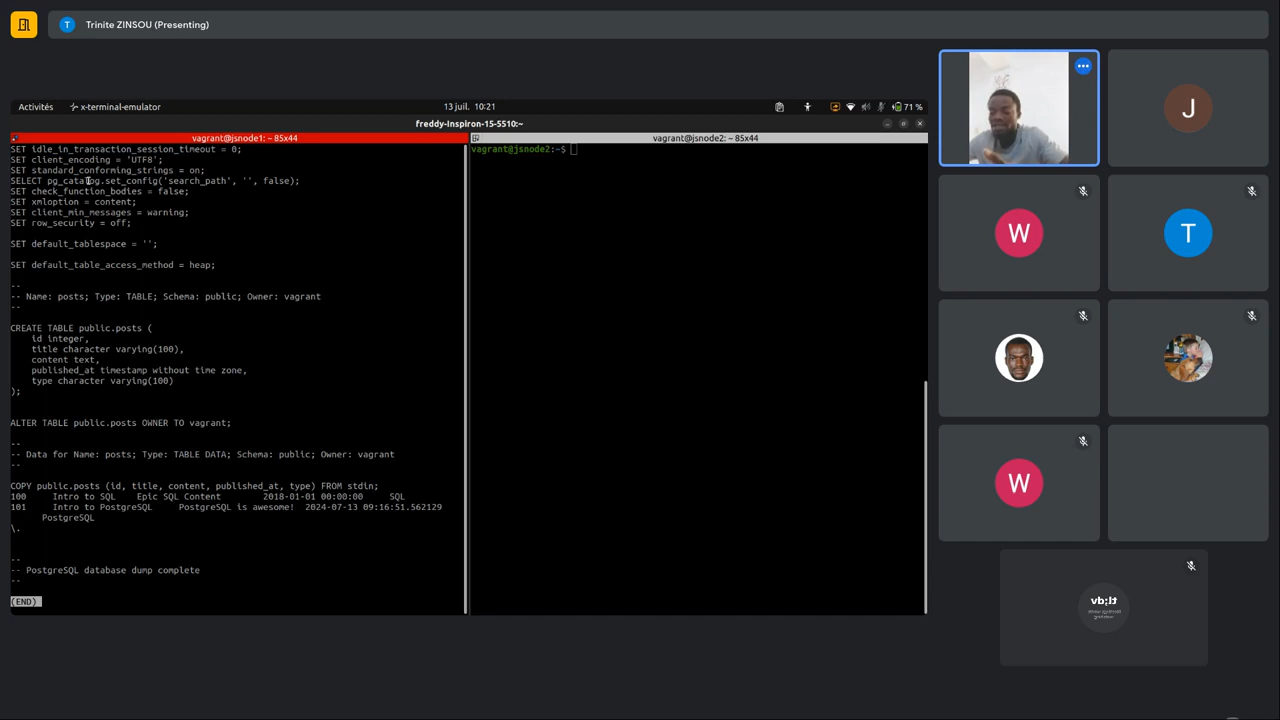 Trinite ZINSOU (Presenting)
T
Activités
x-terminal-emulator
13 juil. 10:21
71 %
freddy-Inspiron-15-5510:~
vagrant@jsnode1: ~ 85x44
SET idle_in_transaction_session_timeout = 0;
SET client_encoding = 'UTF8';
SET standard_conforming_strings = on;
SELECT pg_catalog.set_config('search_path', '', false);
SET check_function_bodies = false;
SET xmloption = content;
SET client_min_messages = warning;
SET row_security = off;
SET default_tablespace = '';
SET default_table_access_method = heap;
--
-- Name: posts; Type: TABLE; Schema: public; Owner: vagrant
--
CREATE TABLE public.posts (
id integer,
title character varying(100),
content text,
published_at timestamp without time zone,
type character varying(100)
);
ALTER TABLE public.posts OWNER TO vagrant;
--
-- Data for Name: posts; Type: TABLE DATA; Schema: public; Owner: vagrant
--
COPY public.posts (id, title, content, published_at, type) FROM stdin;
100 Intro to SQL Epic SQL Content 2018-01-01 00:00:00 SQL
101 Intro to PostgreSQL PostgreSQL is awesome! 2024-07-13 09:16:51.562129
PostgreSQL
\.
--
-- PostgreSQL database dump complete
--
(END)
vagrant@jsnode2: ~ 85x44
vagrant@jsnode2:~$
J
W
T
W